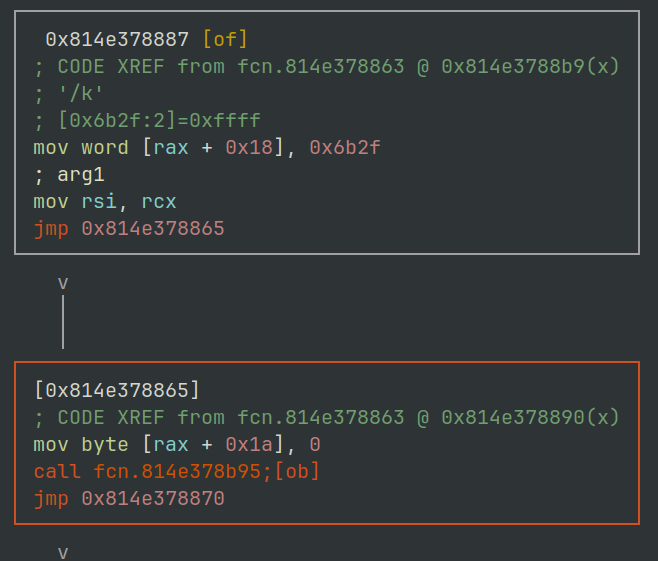 0x814e378887 [of]
; CODE XREF from fcn.814e378863 @ 0x814e3788b9(x)
; '/k'
; [0x6b2f:2]=0xffff
mov word [rax + 0x18], 0x6b2f
; arg1
mov rsi, rcx
jmp 0x814e378865
v
[0x814e378865]
; CODE XREF from fcn.814e378863 @ 0x814e378890(x)
mov byte [rax + 0x1a], 0
call fcn.814e378b95;[ob]
jmp 0x814e378870
v